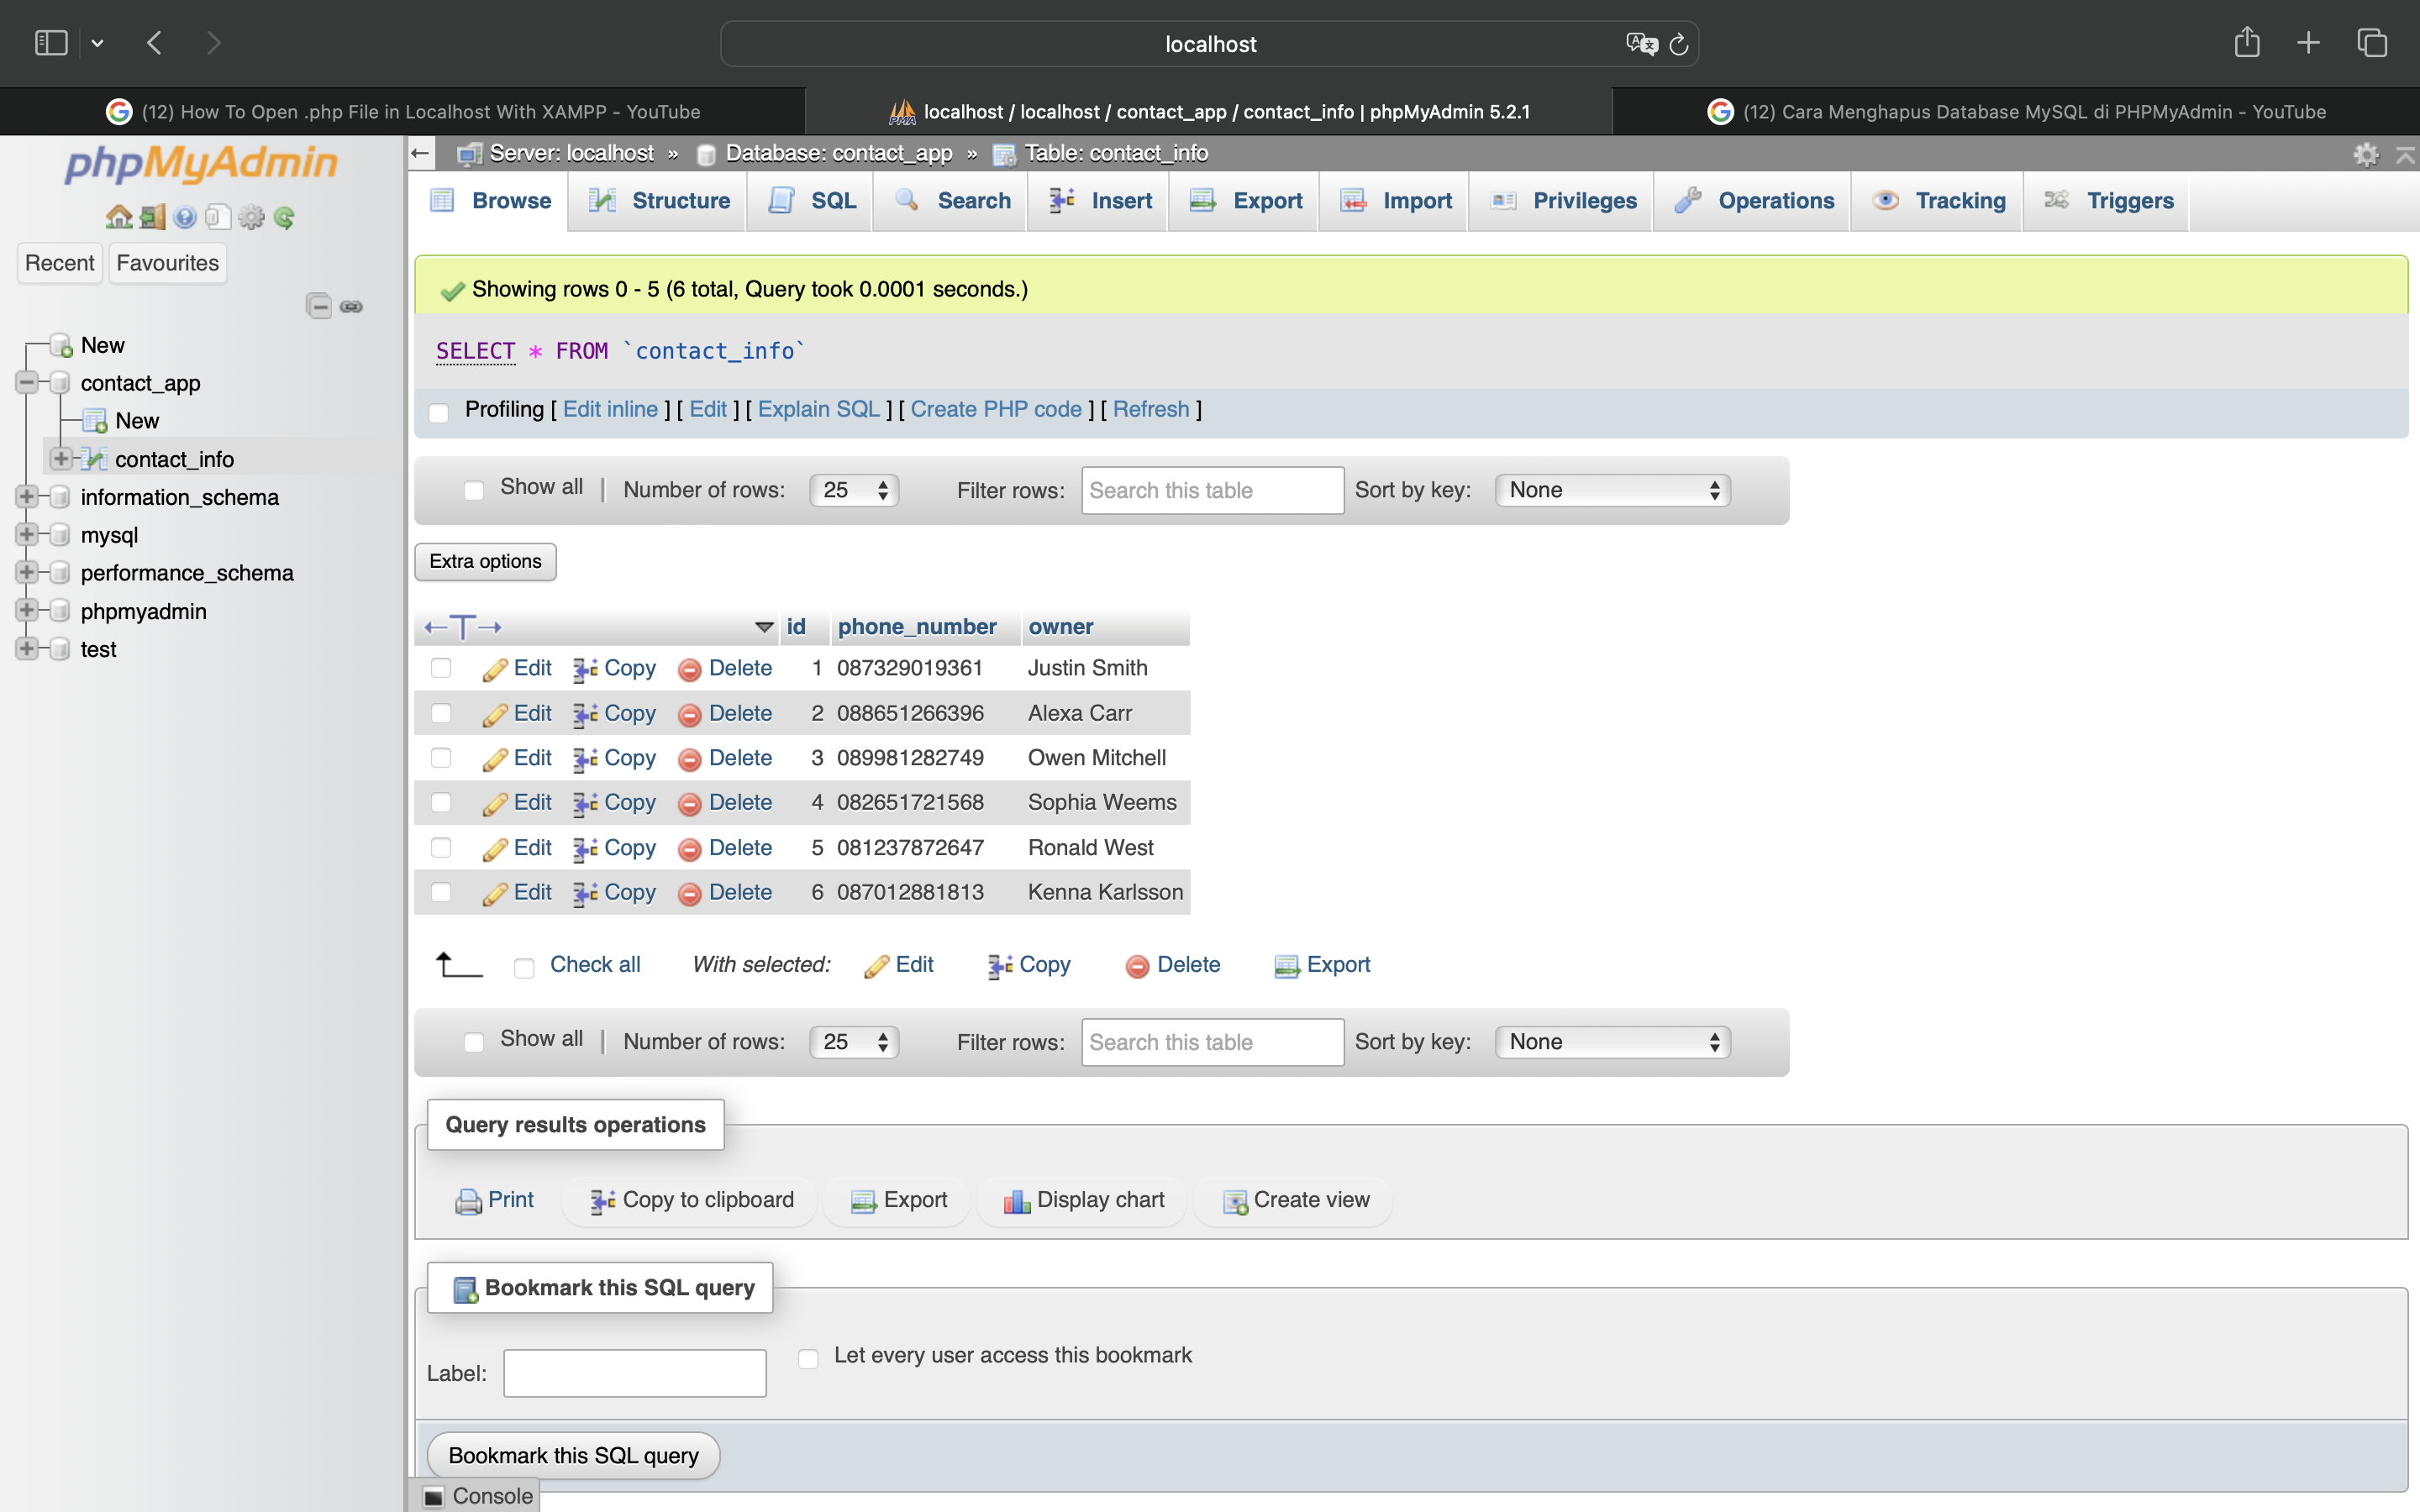 localhost
(12) How To Open .php File in Localhost With XAMPP - YouTube
localhost / localhost / contact_app / contact_info | phpMyAdmin 5.2.1
(12) Cara Menghapus Database MySQL di PHPMyAdmin - YouTube
phpMyAdmin
Recent Favourites
New
contact_app
New
contact_info
information_schema
mysql
performance_schema
phpmyadmin
test
Server: localhost » Database: contact_app » Table: contact_info
Browse Structure SQL Search Insert Export Import Privileges Operations Tracking Triggers
Showing rows 0 - 5 (6 total, Query took 0.0001 seconds.)
SELECT * FROM `contact_info`
Profiling [ Edit inline ] [ Edit ] [ Explain SQL ] [ Create PHP code ] [ Refresh ]
Show all | Number of rows: 25 Filter rows: Search this table Sort by key: None
Extra options
id phone_number owner
Edit Copy Delete 1 087329019361 Justin Smith
Edit Copy Delete 2 088651266396 Alexa Carr
Edit Copy Delete 3 089981282749 Owen Mitchell
Edit Copy Delete 4 082651721568 Sophia Weems
Edit Copy Delete 5 081237872647 Ronald West
Edit Copy Delete 6 087012881813 Kenna Karlsson
Check all With selected: Edit Copy Delete Export
Show all | Number of rows: 25 Filter rows: Search this table Sort by key: None
Query results operations
Print Copy to clipboard Export Display chart Create view
Bookmark this SQL query
Label: Let every user access this bookmark
Bookmark this SQL query
Console